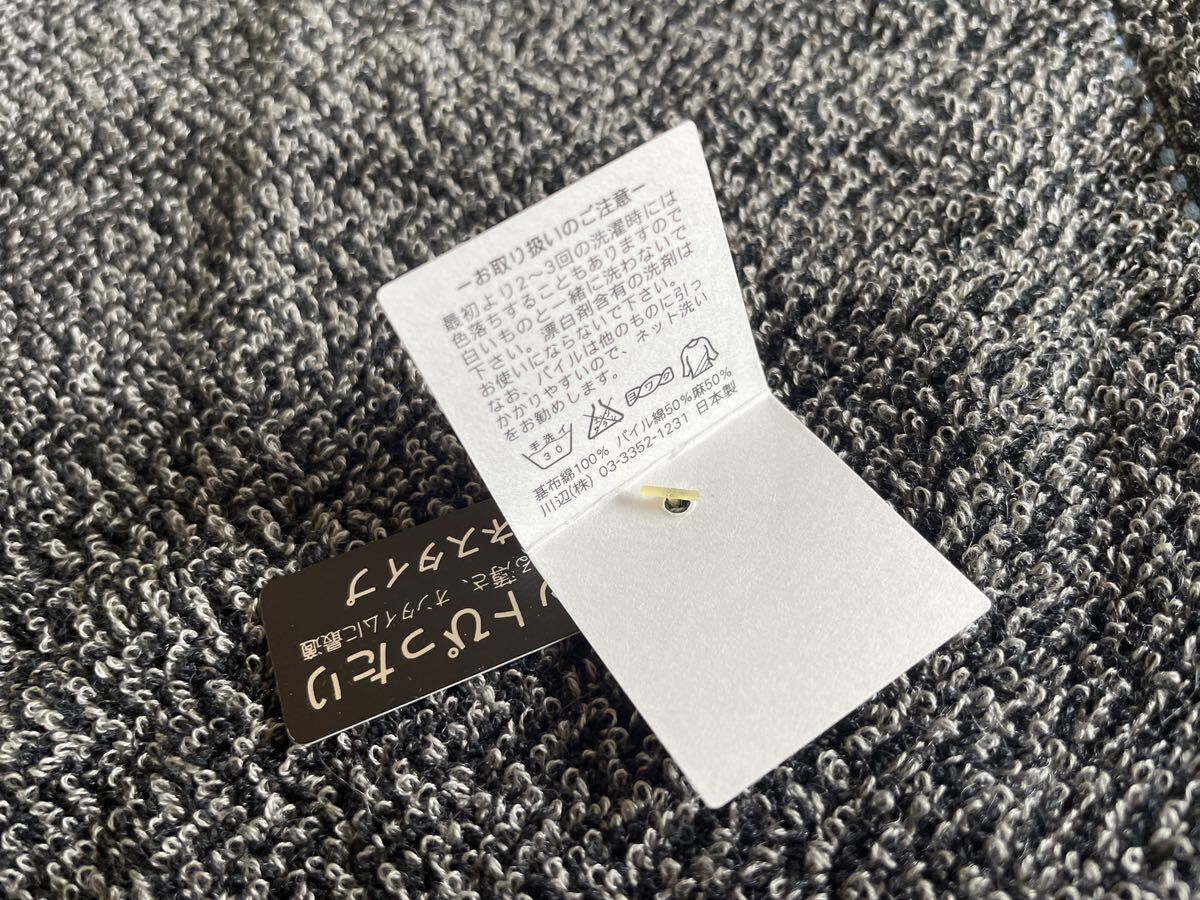 −お取り扱いのご注意−
最初より2〜3回の洗濯時には
色落ちすることもありますので
白いものと一緒に洗わないで
下さい。漂白剤含有の洗剤は
お使いにならないで下さい。
なお、パイルは他のものに引っ
かかりやすいので、ネット洗い
をお勧めします。
手洗イ
30
基布綿100% パイル綿50%麻50%
川辺(株) 03-3352-1231 日本製
ントぴったり
オンタイムに最適
る薄さ、
ネスタイプ